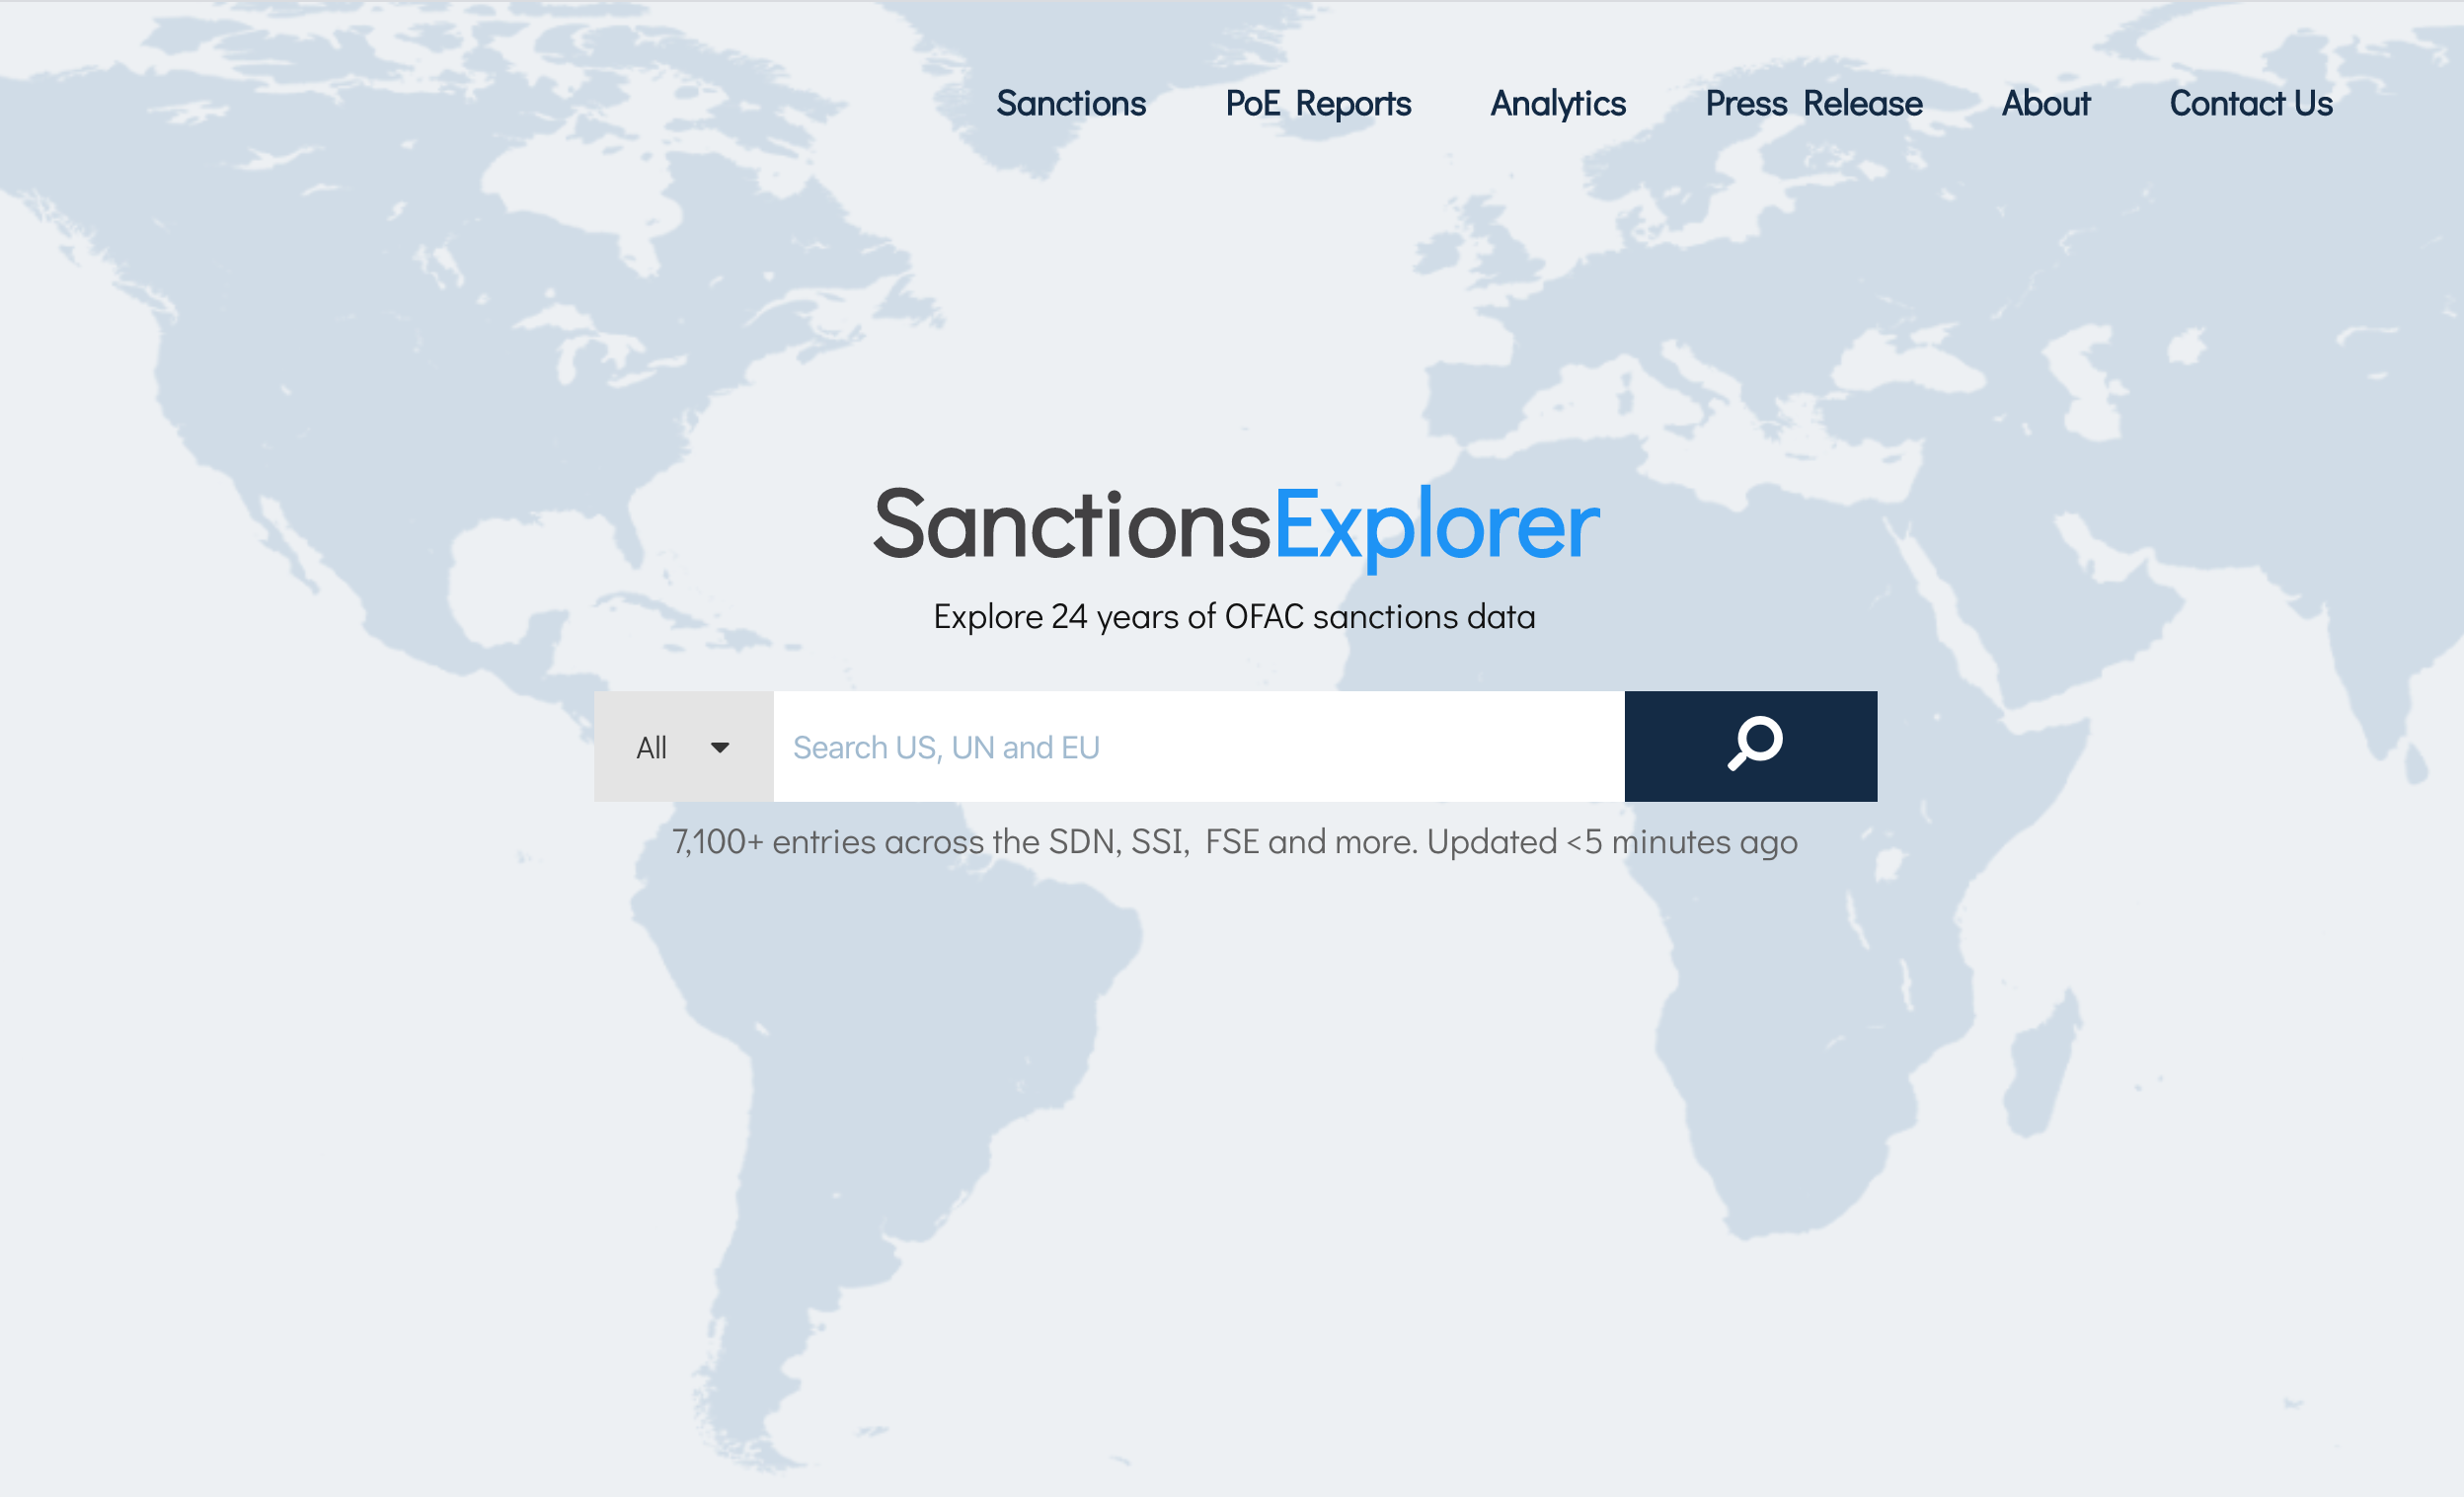 Sanctions PoE Reports Analytics Press Release About Contact Us
SanctionsExplorer
Explore 24 years of OFAC sanctions data
All Search US, UN and EU
7,100+ entries across the SDN, SSI, FSE and more. Updated <5 minutes ago